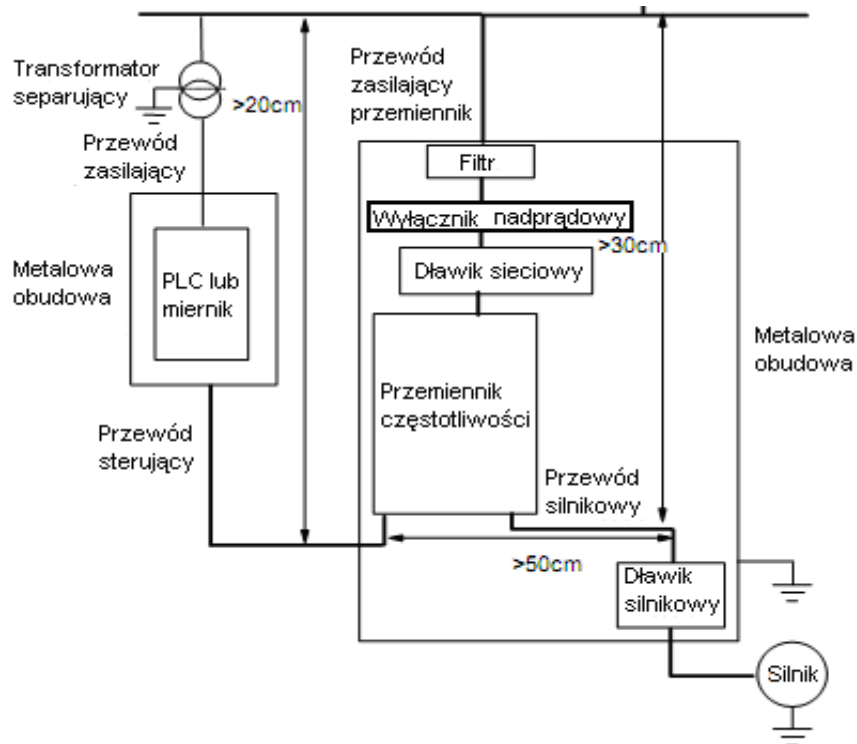 Transformator
separujący
>20cm
Przewód
zasilający
przemiennik
Przewód
zasilający
Filtr
Wyłącznik nadprądowy
>30cm
Dławik sieciowy
Metalowa
obudowa
PLC lub
miernik
Przemiennik
częstotliwości
Metalowa
obudowa
Przewód
sterujący
Przewód
silnikowy
>50cm
Dławik
silnikowy
Silnik